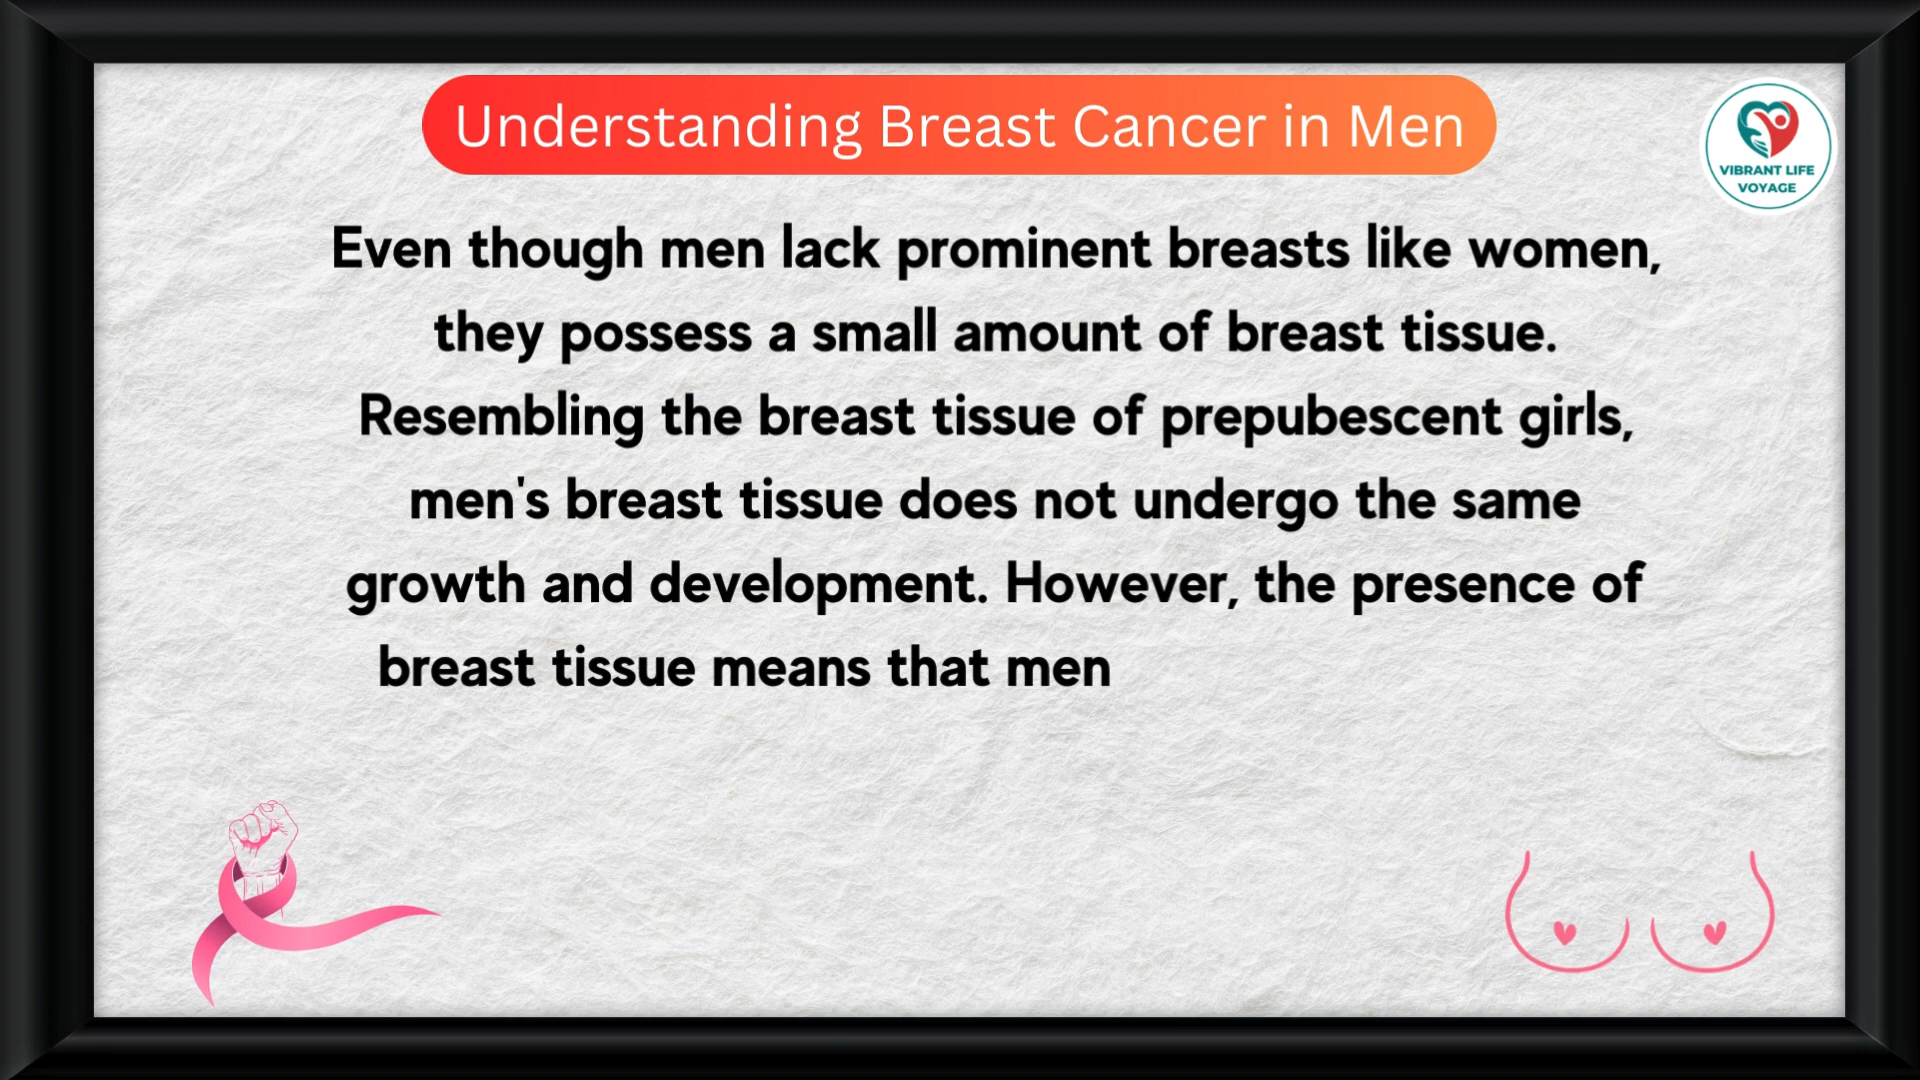 Understanding Breast Cancer in Men
VIBRANT LIFE
VOYAGE
Even though men lack prominent breasts like women,
they possess a small amount of breast tissue.
Resembling the breast tissue of prepubescent girls,
men's breast tissue does not undergo the same
growth and development. However, the presence of
breast tissue means that men